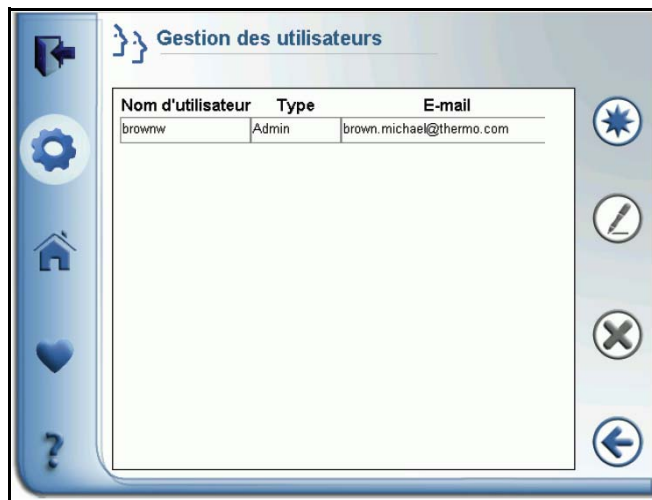 Gestion des utilisateurs
Nom d'utilisateur Type E-mail
brownw Admin brown.michael@thermo.com
?